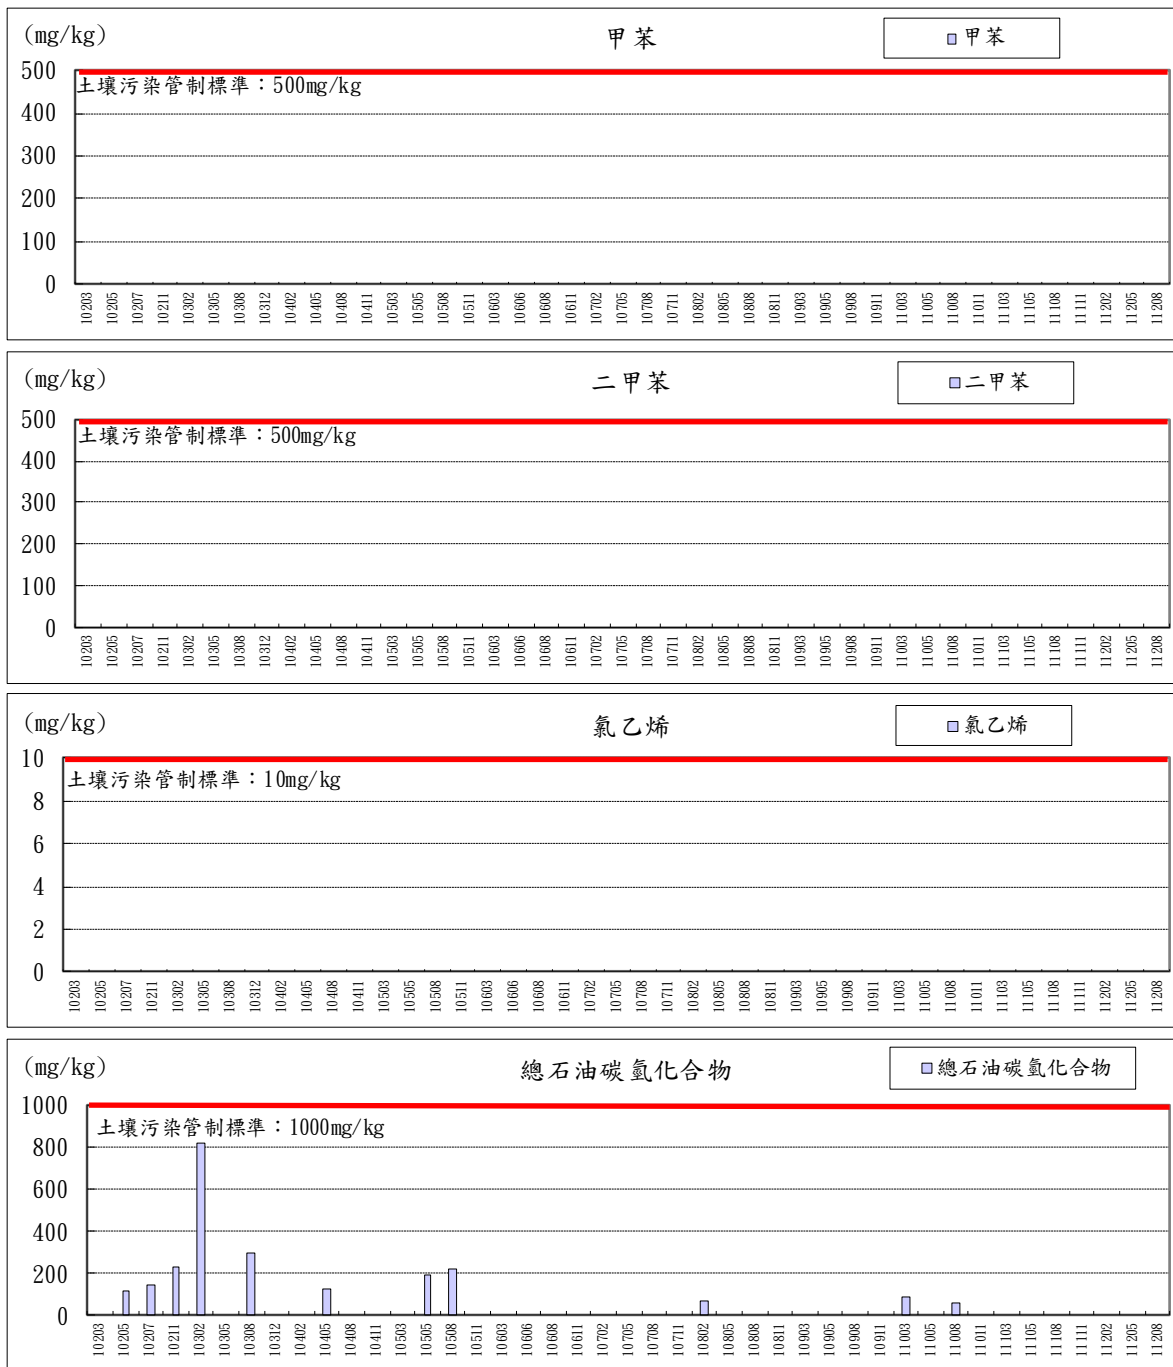 (mg/kg)
甲苯
甲苯
500
土壤污染管制標準：500mg/kg
400
300
200
100
0
10203 10205 10207 10211 10302 10305 10308 10312 10402 10405 10408 10411 10503 10505 10508 10511 10603 10606 10608 10611 10702 10705 10708 10711 10802 10805 10808 10811 10903 10905 10908 10911 11003 11005 11008 11011 11103 11105 11108 11111 11202 11205 11208
(mg/kg)
二甲苯
二甲苯
500
土壤污染管制標準：500mg/kg
400
300
200
100
0
10203 10205 10207 10211 10302 10305 10308 10312 10402 10405 10408 10411 10503 10505 10508 10511 10603 10606 10608 10611 10702 10705 10708 10711 10802 10805 10808 10811 10903 10905 10908 10911 11003 11005 11008 11011 11103 11105 11108 11111 11202 11205 11208
(mg/kg)
氯乙烯
氯乙烯
10
土壤污染管制標準：10mg/kg
8
6
4
2
0
10203 10205 10207 10211 10302 10305 10308 10312 10402 10405 10408 10411 10503 10505 10508 10511 10603 10606 10608 10611 10702 10705 10708 10711 10802 10805 10808 10811 10903 10905 10908 10911 11003 11005 11008 11011 11103 11105 11108 11111 11202 11205 11208
(mg/kg)
總石油碳氫化合物
總石油碳氫化合物
1000
土壤污染管制標準：1000mg/kg
800
600
400
200
0
10203 10205 10207 10211 10302 10305 10308 10312 10402 10405 10408 10411 10503 10505 10508 10511 10603 10606 10608 10611 10702 10705 10708 10711 10802 10805 10808 10811 10903 10905 10908 10911 11003 11005 11008 11011 11103 11105 11108 11111 11202 11205 11208